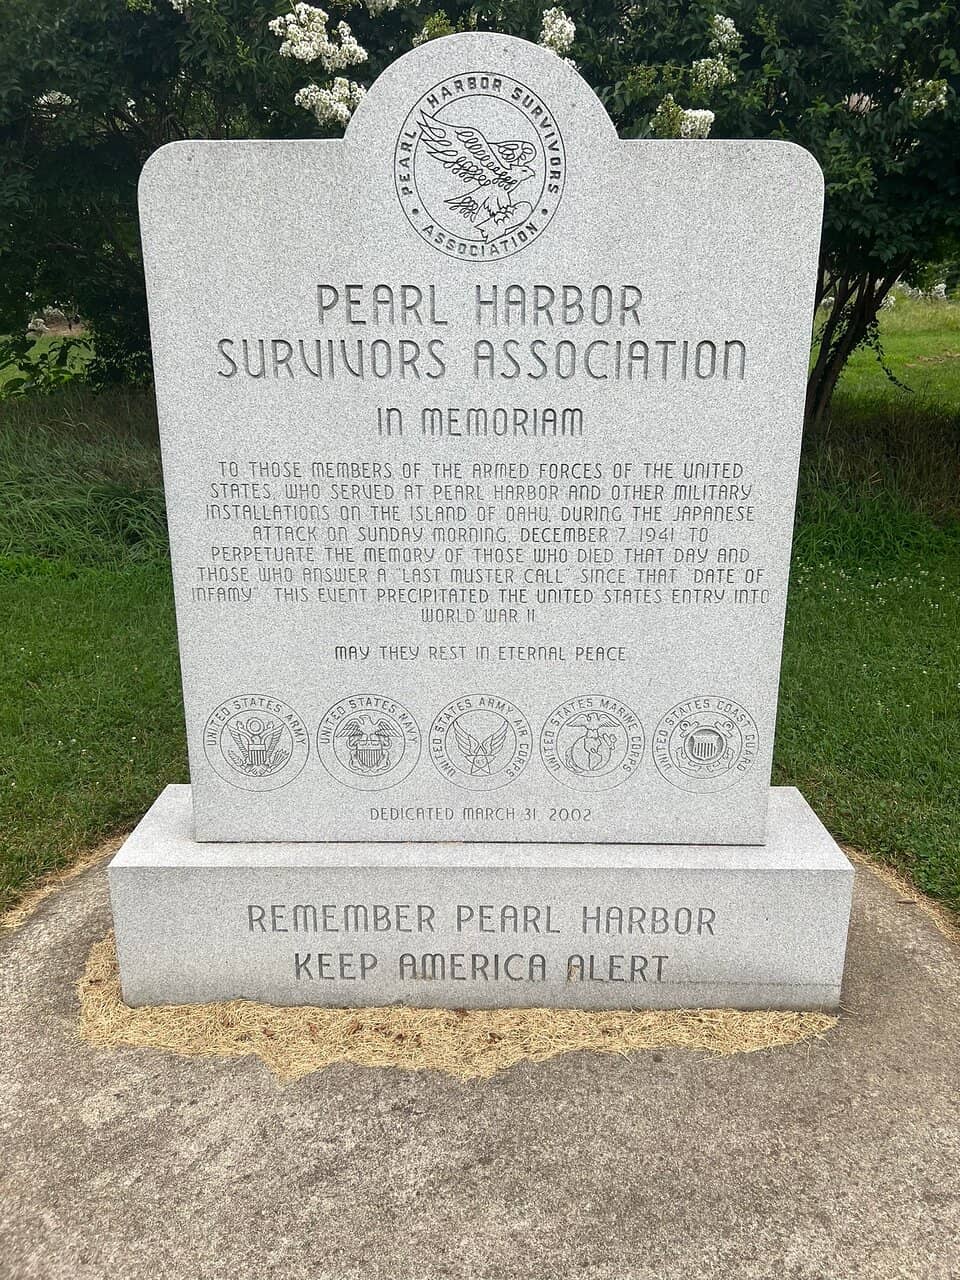 PEARL HARBOR SURVIVORS
ASSOCIATION
PEARL HARBOR
SURVIVORS ASSOCIATION
IN MEMORIAM
TO THOSE MEMBERS OF THE ARMED FORCES OF THE UNITED
STATES, WHO SERVED AT PEARL HARBOR AND OTHER MILITARY
INSTALLATIONS ON THE ISLAND OF OAHU, DURING THE JAPANESE
ATTACK ON SUNDAY MORNING, DECEMBER 7, 1941. TO
PERPETUATE THE MEMORY OF THOSE WHO DIED THAT DAY AND
THOSE WHO ANSWER A "LAST MUSTER CALL" SINCE THAT "DATE OF
INFAMY" THIS EVENT PRECIPITATED THE UNITED STATES ENTRY INTO
WORLD WAR II
MAY THEY REST IN ETERNAL PEACE
UNITED STATES ARMY
UNITED STATES NAVY
UNITED STATES ARMY AIR CORPS
UNITED STATES MARINE CORPS
UNITED STATES COAST GUARD
DEDICATED MARCH 31, 2002
REMEMBER PEARL HARBOR
KEEP AMERICA ALERT